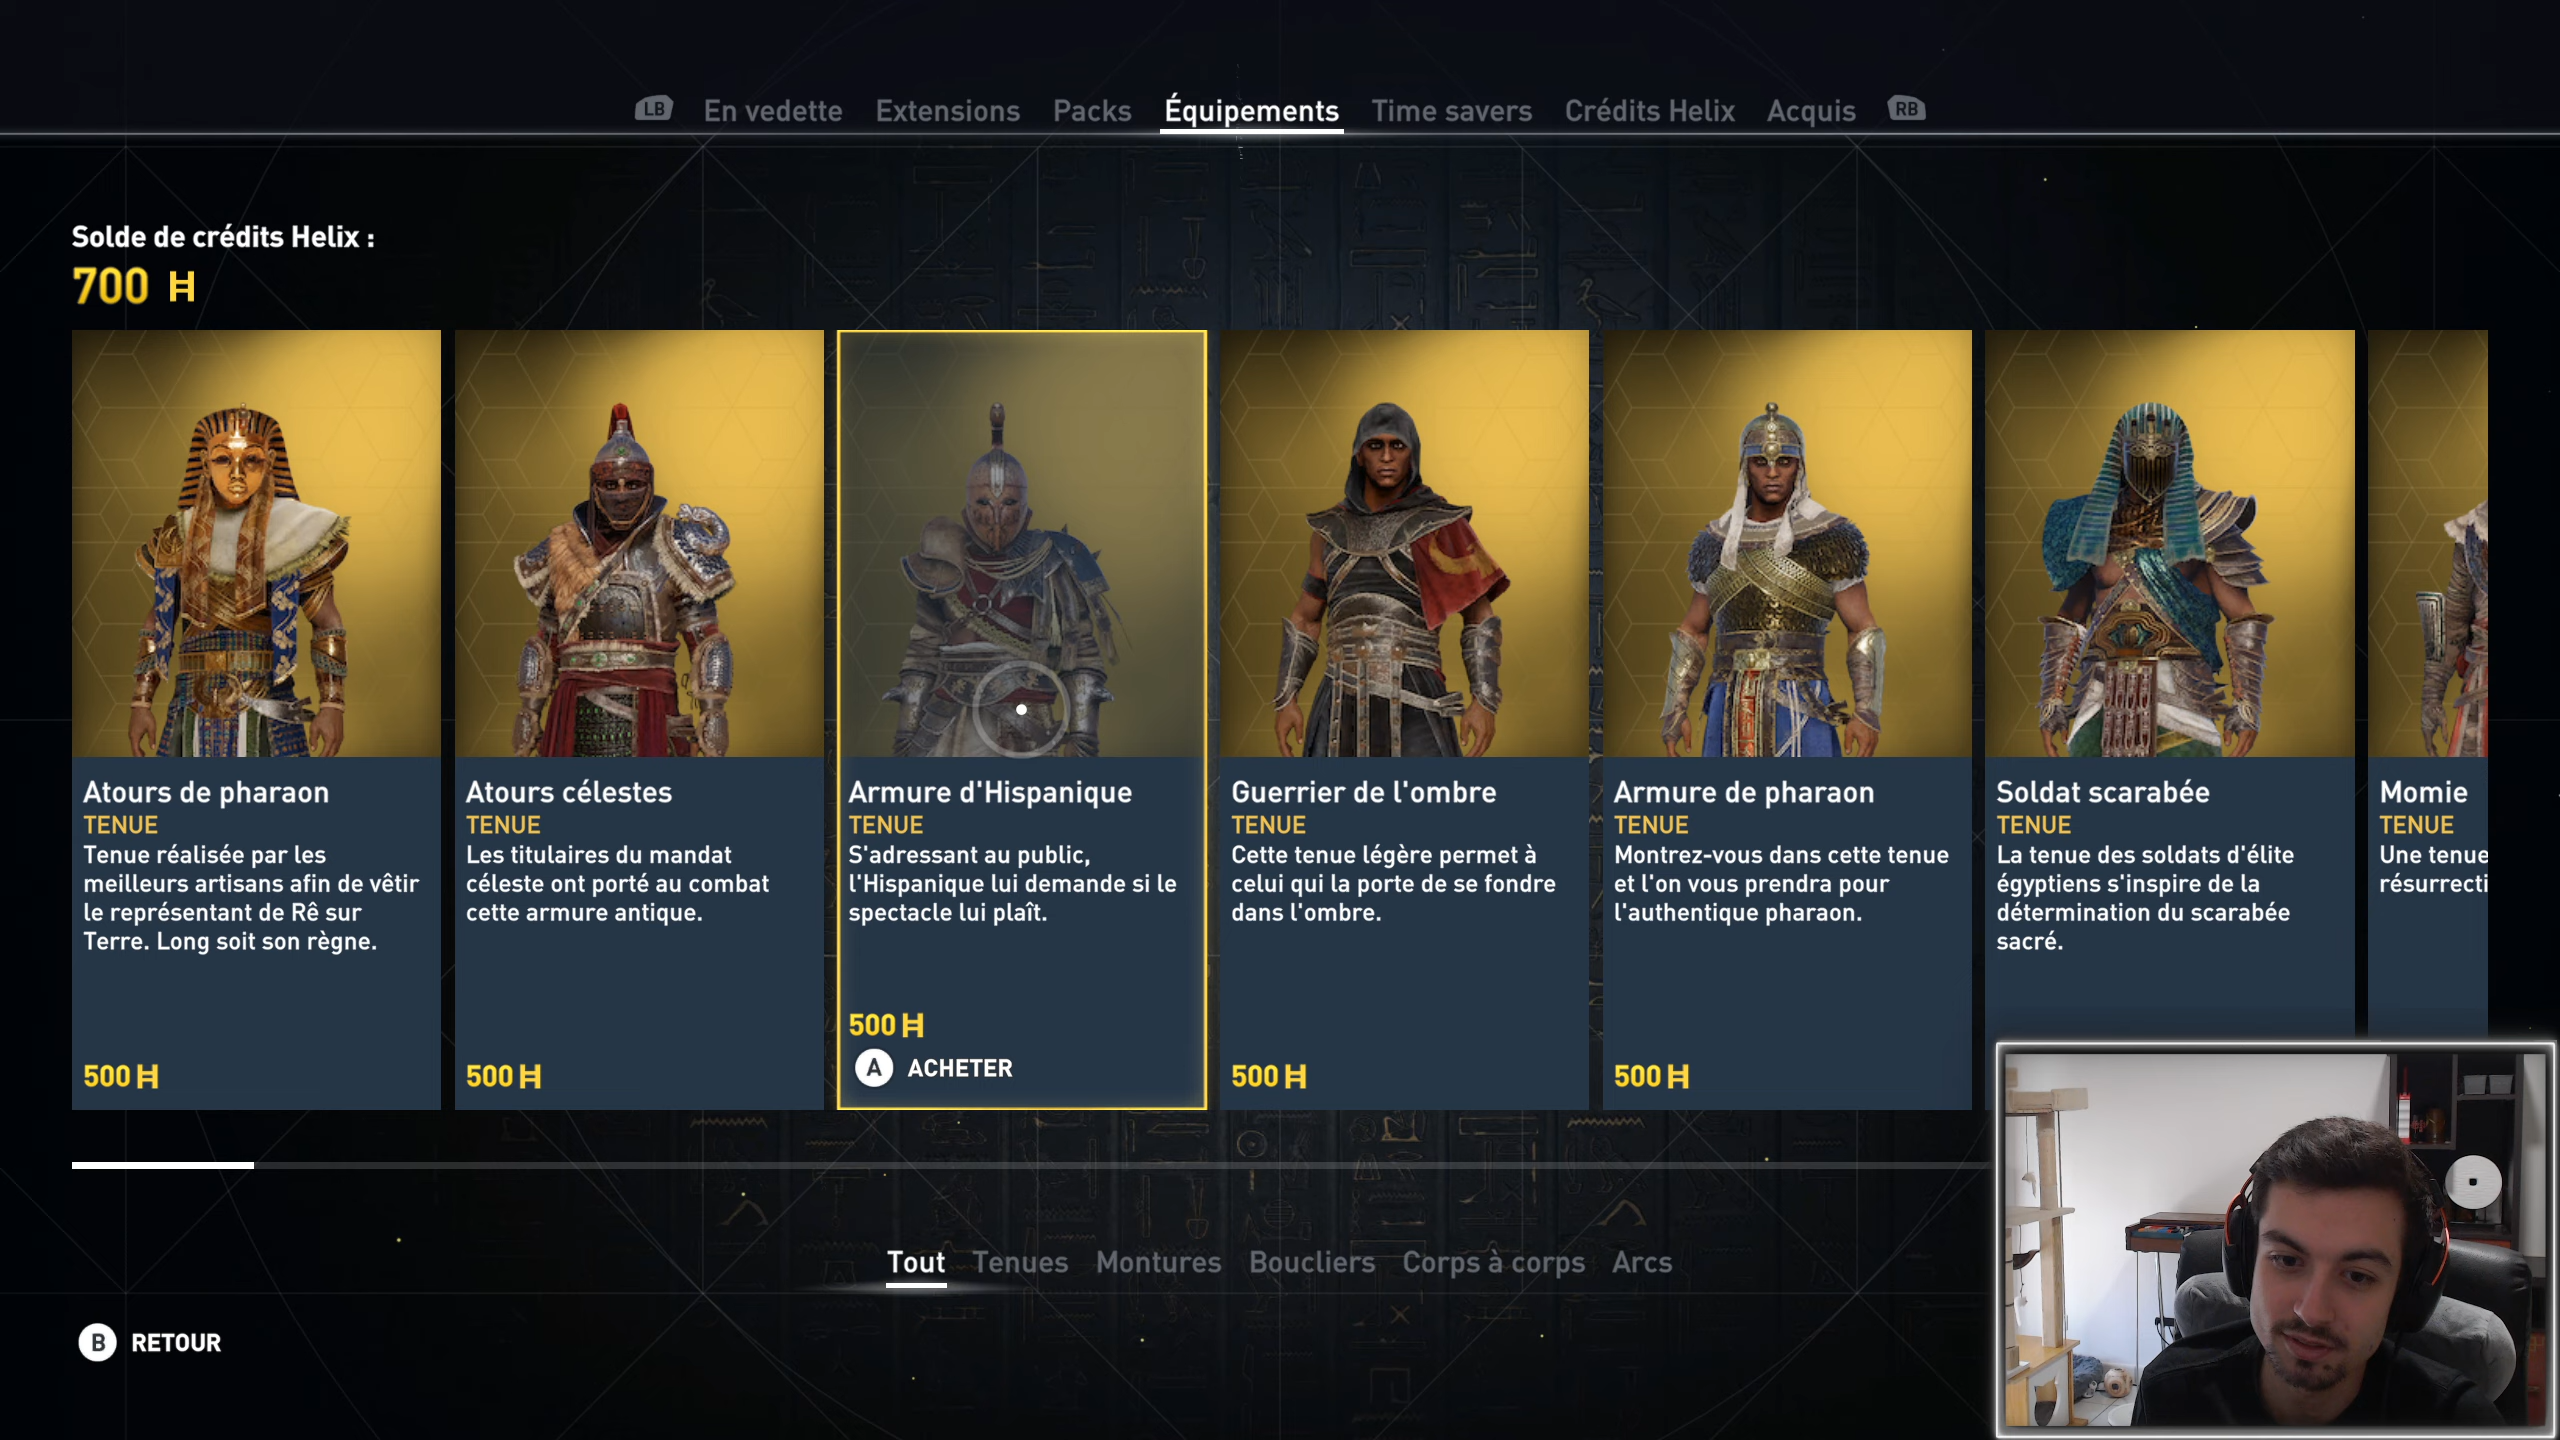 LB En vedette Extensions Packs Équipements Time savers Crédits Helix Acquis RB
Solde de crédits Helix :
700 H
Atours de pharaon
TENUE
Tenue réalisée par les
meilleurs artisans afin de vêtir
le représentant de Rê sur
Terre. Long soit son règne.
500 H
Atours célestes
TENUE
Les titulaires du mandat
céleste ont porté au combat
cette armure antique.
500 H
Armure d'Hispanique
TENUE
S'adressant au public,
l'Hispanique lui demande si le
spectacle lui plaît.
500 H
A ACHETER
Guerrier de l'ombre
TENUE
Cette tenue légère permet à
celui qui la porte de se fondre
dans l'ombre.
500 H
Armure de pharaon
TENUE
Montrez-vous dans cette tenue
et l'on vous prendra pour
l'authentique pharaon.
500 H
Soldat scarabée
TENUE
La tenue des soldats d'élite
égyptiens s'inspire de la
détermination du scarabée
sacré.
Momie
TENUE
Une tenue
résurrecti
Tout Tenues Montures Boucliers Corps à corps Arcs
B RETOUR